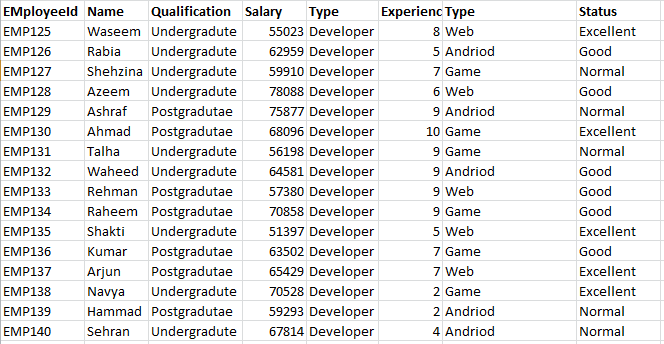 EMployeeId Name Qualification Salary Type Experienc Type Status
EMP125 Waseem Undergradute 55023 Developer 8 Web Excellent
EMP126 Rabia Undergradute 62959 Developer 5 Andriod Good
EMP127 Shehzina Undergradute 59910 Developer 7 Game Normal
EMP128 Azeem Undergradute 78088 Developer 6 Web Good
EMP129 Ashraf Postgradutae 75877 Developer 9 Andriod Normal
EMP130 Ahmad Postgradutae 68096 Developer 10 Game Excellent
EMP131 Talha Undergradute 56198 Developer 9 Game Normal
EMP132 Waheed Undergradute 64581 Developer 9 Andriod Good
EMP133 Rehman Postgradutae 57380 Developer 9 Web Good
EMP134 Raheem Postgradutae 70858 Developer 9 Game Good
EMP135 Shakti Undergradute 51397 Developer 5 Web Excellent
EMP136 Kumar Postgradutae 63502 Developer 7 Game Good
EMP137 Arjun Postgradutae 65429 Developer 7 Web Excellent
EMP138 Navya Undergradute 70528 Developer 2 Game Excellent
EMP139 Hammad Postgradutae 59293 Developer 2 Andriod Normal
EMP140 Sehran Undergradute 67814 Developer 4 Andriod Normal